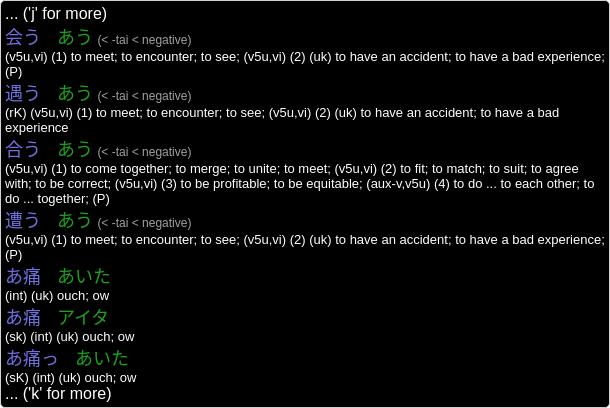 ... ('j' for more)
会う あう (< -tai < negative)
(v5u,vi) (1) to meet; to encounter; to see; (v5u,vi) (2) (uk) to have an accident; to have a bad experience;
(P)
遇う あう (< -tai < negative)
(rK) (v5u,vi) (1) to meet; to encounter; to see; (v5u,vi) (2) (uk) to have an accident; to have a bad
experience
合う あう (< -tai < negative)
(v5u,vi) (1) to come together; to merge; to unite; to meet; (v5u,vi) (2) to fit; to match; to suit; to agree
with; to be correct; (v5u,vi) (3) to be profitable; to be equitable; (aux-v,v5u) (4) to do ... to each other; to
do ... together; (P)
遭う あう (< -tai < negative)
(v5u,vi) (1) to meet; to encounter; to see; (v5u,vi) (2) (uk) to have an accident; to have a bad experience;
(P)
あ痛 あいた
(int) (uk) ouch; ow
あ痛 アイタ
(sk) (int) (uk) ouch; ow
あ痛っ あいた
(sK) (int) (uk) ouch; ow
... ('k' for more)